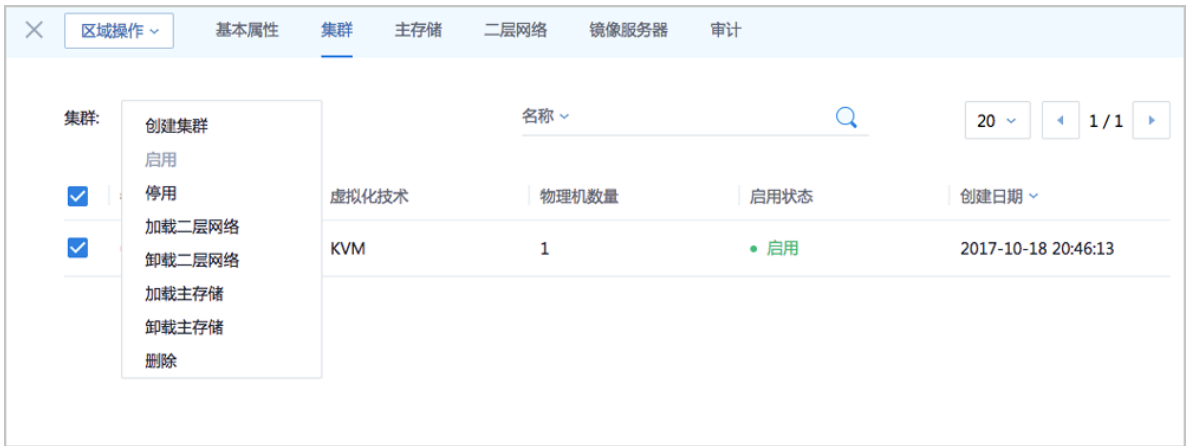 区域操作 基本属性 集群 主存储 二层网络 镜像服务器 审计
集群: 名称 20 1 / 1
创建集群
启用
停用
加载二层网络
卸载二层网络
加载主存储
卸载主存储
删除
虚拟化技术 物理机数量 启用状态 创建日期
KVM 1 启用 2017-10-18 20:46:13